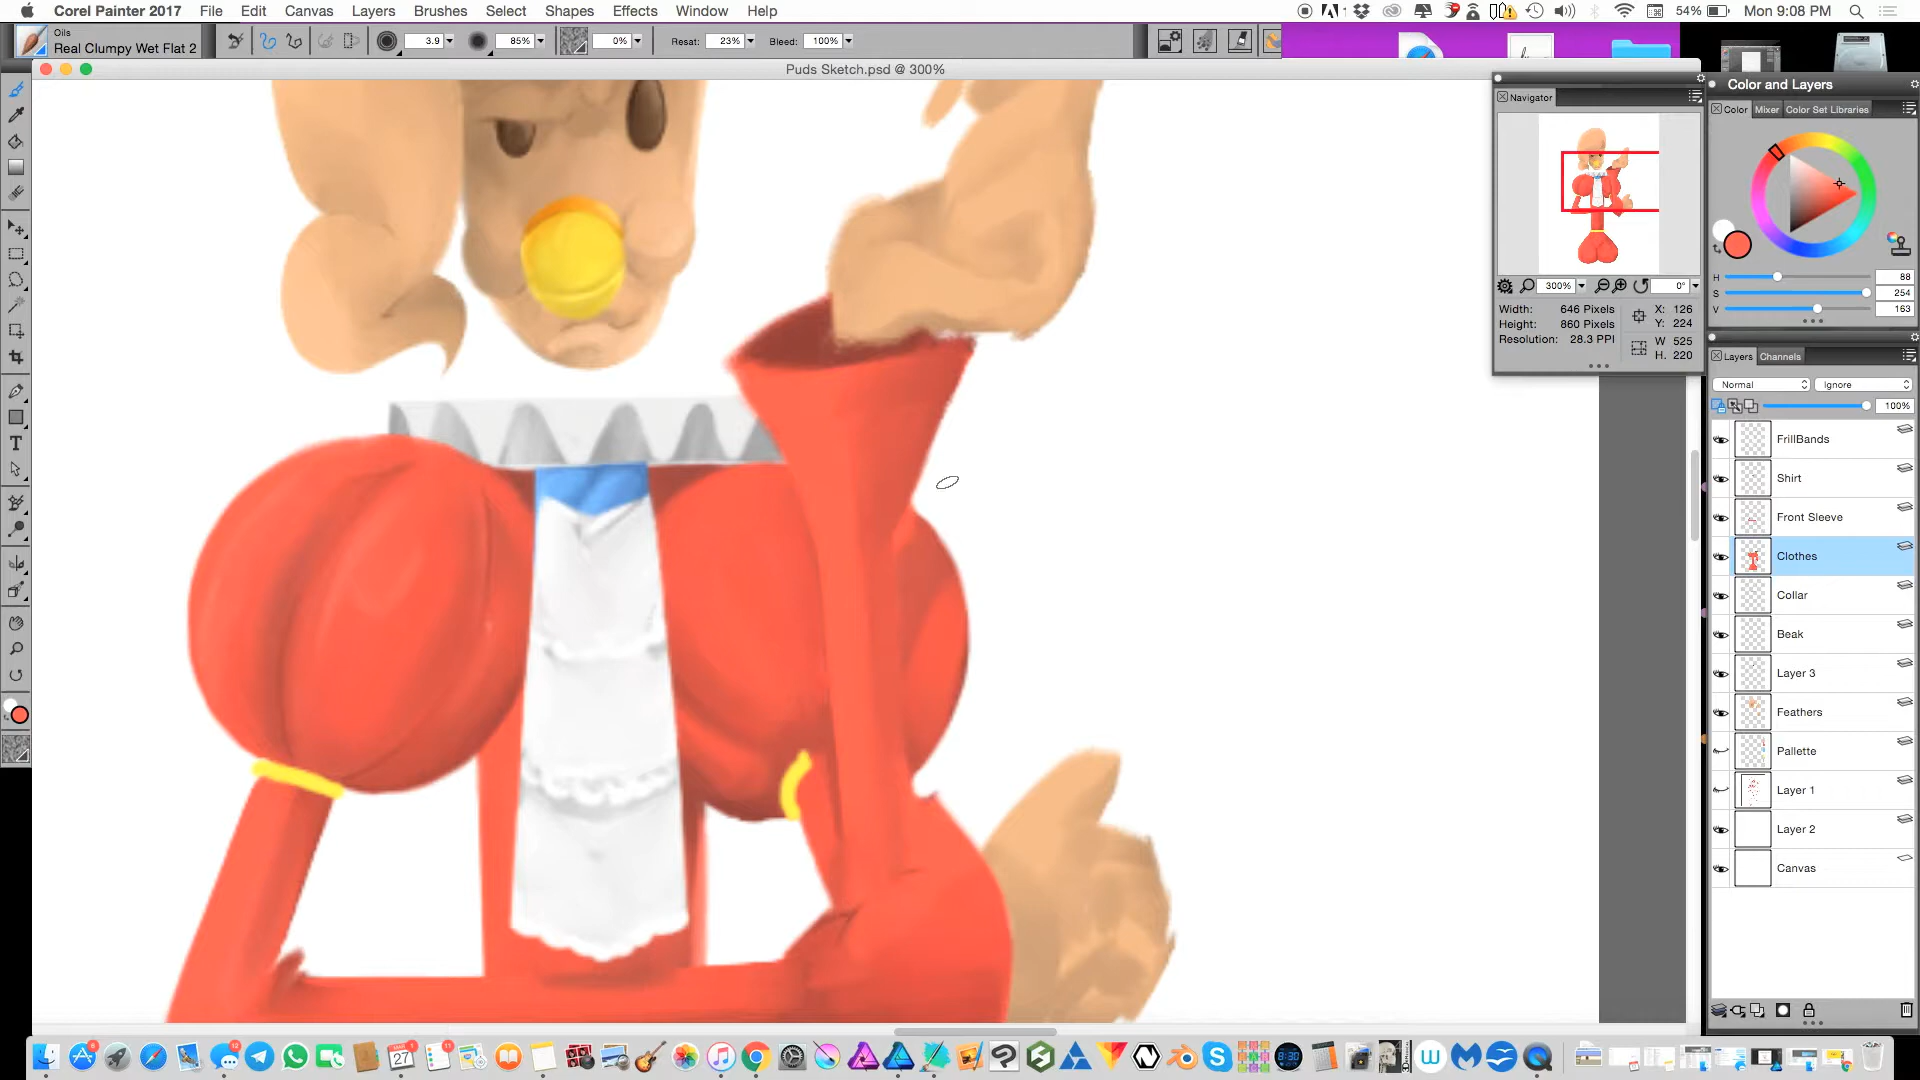 Corel Painter 2017 File Edit Canvas Layers Brushes Select Shapes Effects Window Help 54% Mon 9:08 PM
Oils
Real Clumpy Wet Flat 2 3.9 85% 0% Resat: 23% Bleed: 100%
Puds Sketch.psd @ 300%
Navigator
300% 0°
Width: 646 Pixels X: 126
Height: 860 Pixels Y: 224
Resolution: 28.3 PPI W 525
H. 220
Color and Layers
Color Mixer Color Set Libraries
H 88
S 254
V 163
Layers Channels
Normal Ignore
100%
FrillBands
Shirt
Front Sleeve
Clothes
Collar
Beak
Layer 3
Feathers
Pallette
Layer 1
Layer 2
Canvas